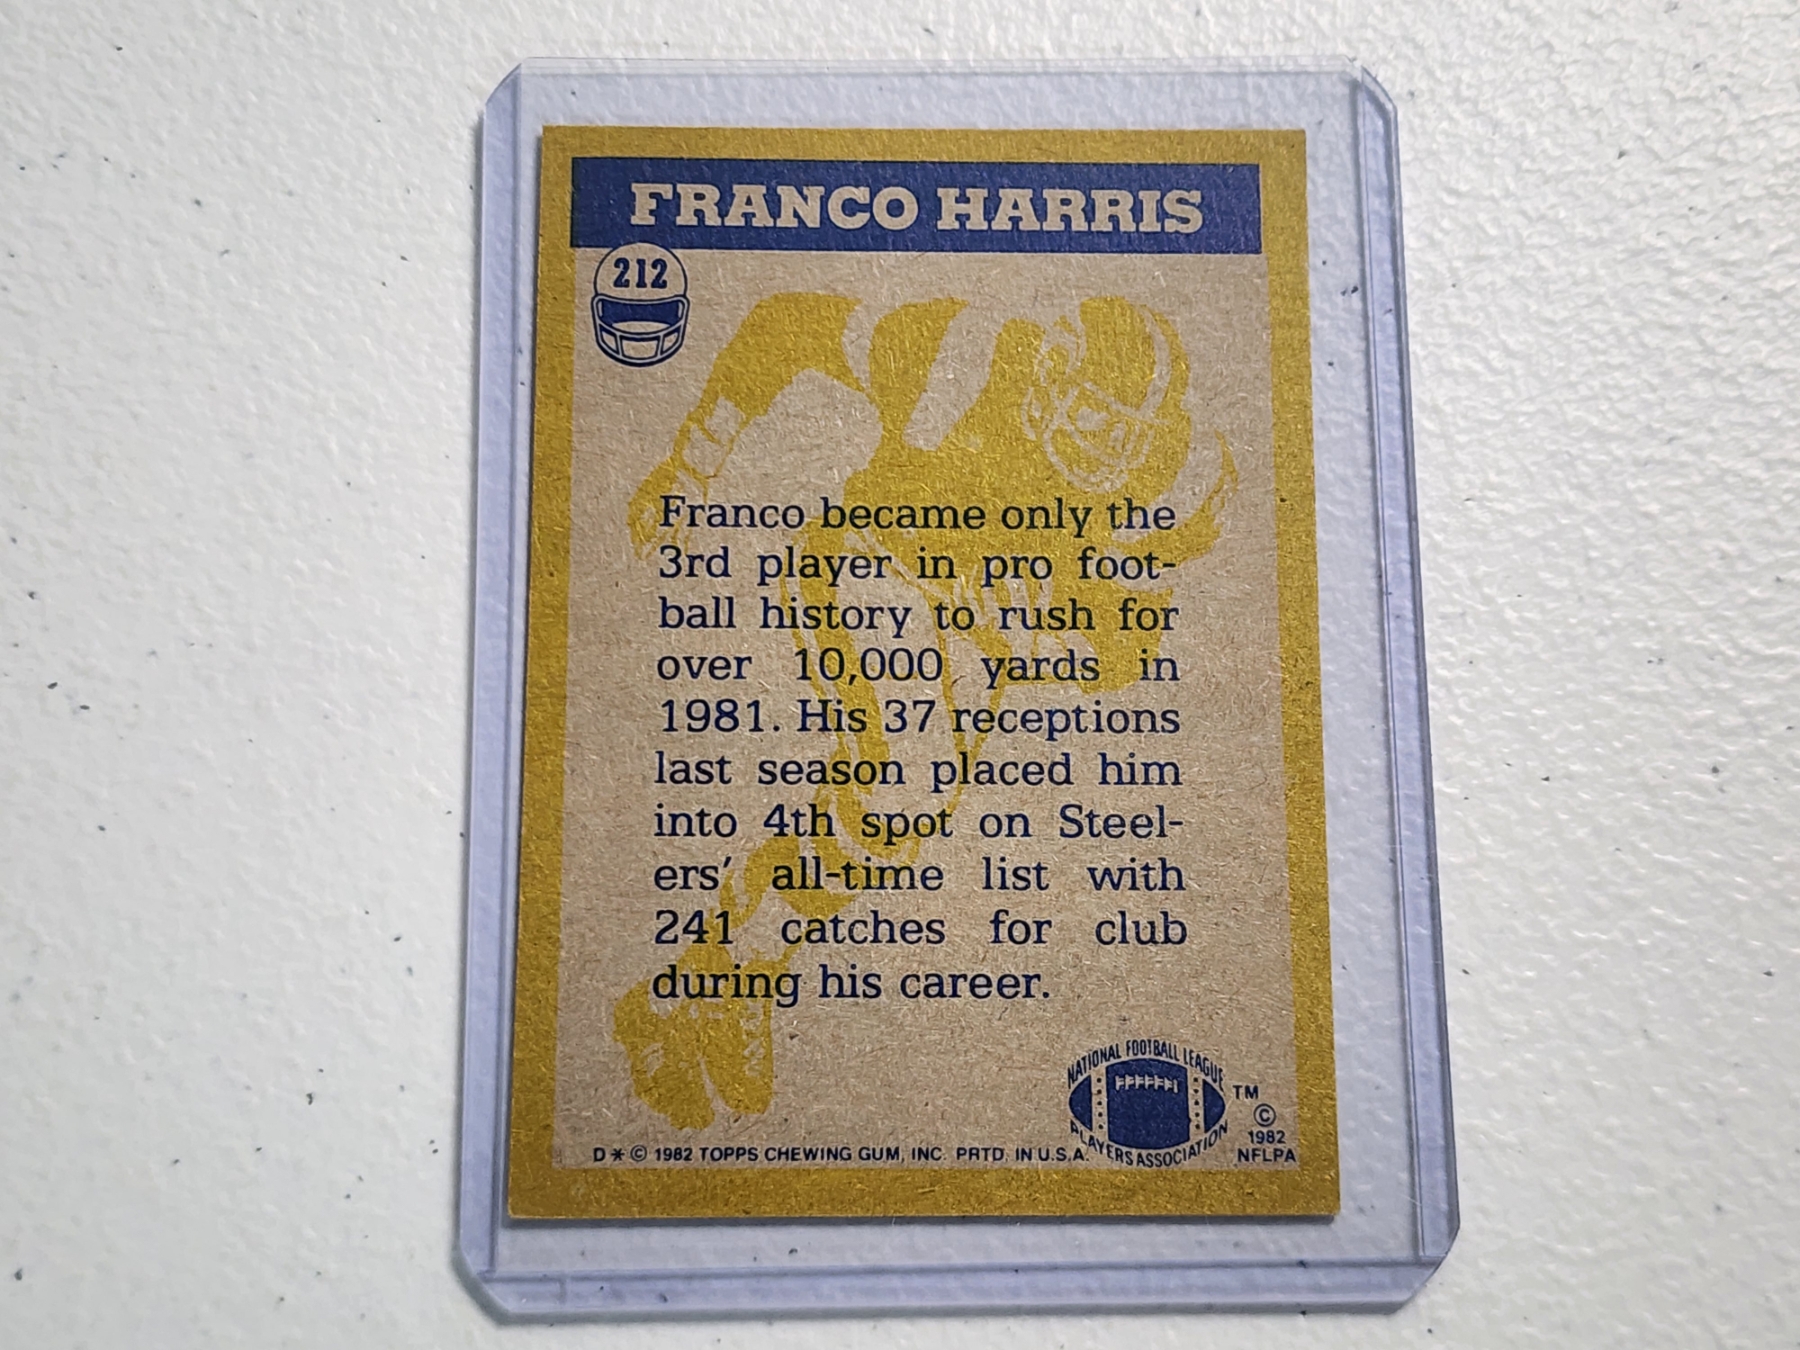 FRANCO HARRIS
212
Franco became only the
3rd player in pro foot-
ball history to rush for
over 10,000 yards in
1981. His 37 receptions
last season placed him
into 4th spot on Steel-
ers' all-time list with
241 catches for club
during his career.
NATIONAL FOOTBALL LEAGUE
PLAYERS ASSOCIATION
TM
©
1982
NFLPA
D * © 1982 TOPPS CHEWING GUM, INC. PRTD. IN U.S.A.